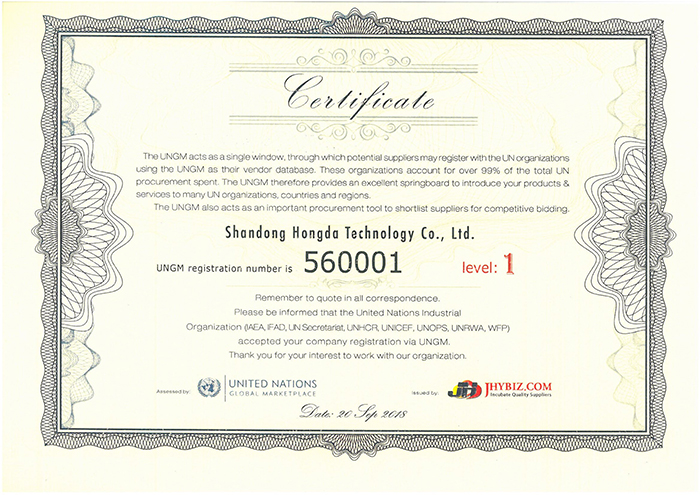 Certificate
The UNGM acts as a single window, through which potential suppliers may register with the UN organizations
using the UNGM as their vendor database. These organizations account for over 99% of the total UN
procurement spent. The UNGM therefore provides an excellent springboard to introduce your products &
services to many UN organizations, countries and regions.
The UNGM also acts as an important procurement tool to shortlist suppliers for competitive bidding.
Shandong Hongda Technology Co., Ltd.
UNGM registration number is 560001 level: 1
Remember to quote in all correspondence.
Please be informed that the United Nations Industrial
Organization (IAEA, IFAD, UN Secretariat, UNHCR, UNICEF, UNOPS, UNRWA, WFP)
accepted your company registration via UNGM.
Thank you for your interest to work with our organization.
Assessed by: UNITED NATIONS
GLOBAL MARKETPLACE
Issued by: JHYBIZ.COM
Incubate Quality Suppliers
Date: 20 Sep 2018